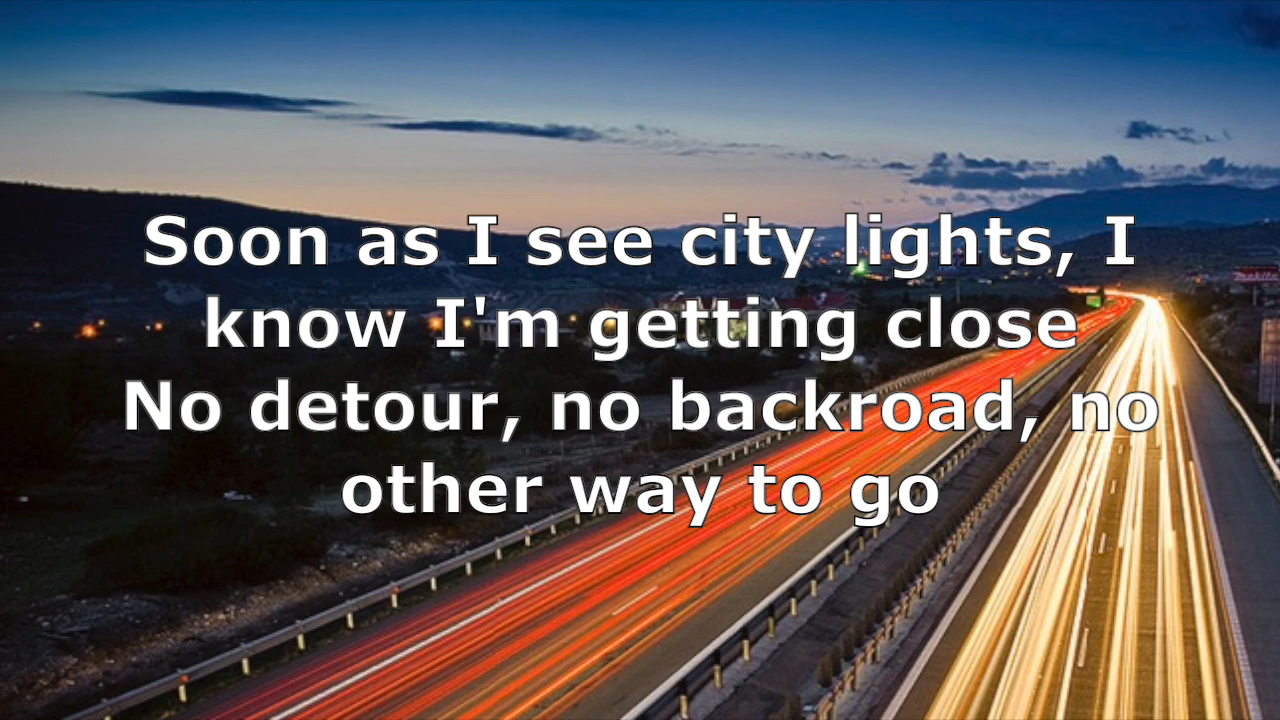 Soon as I see city lights, I
know I'm getting close
No detour, no backroad, no
other way to go